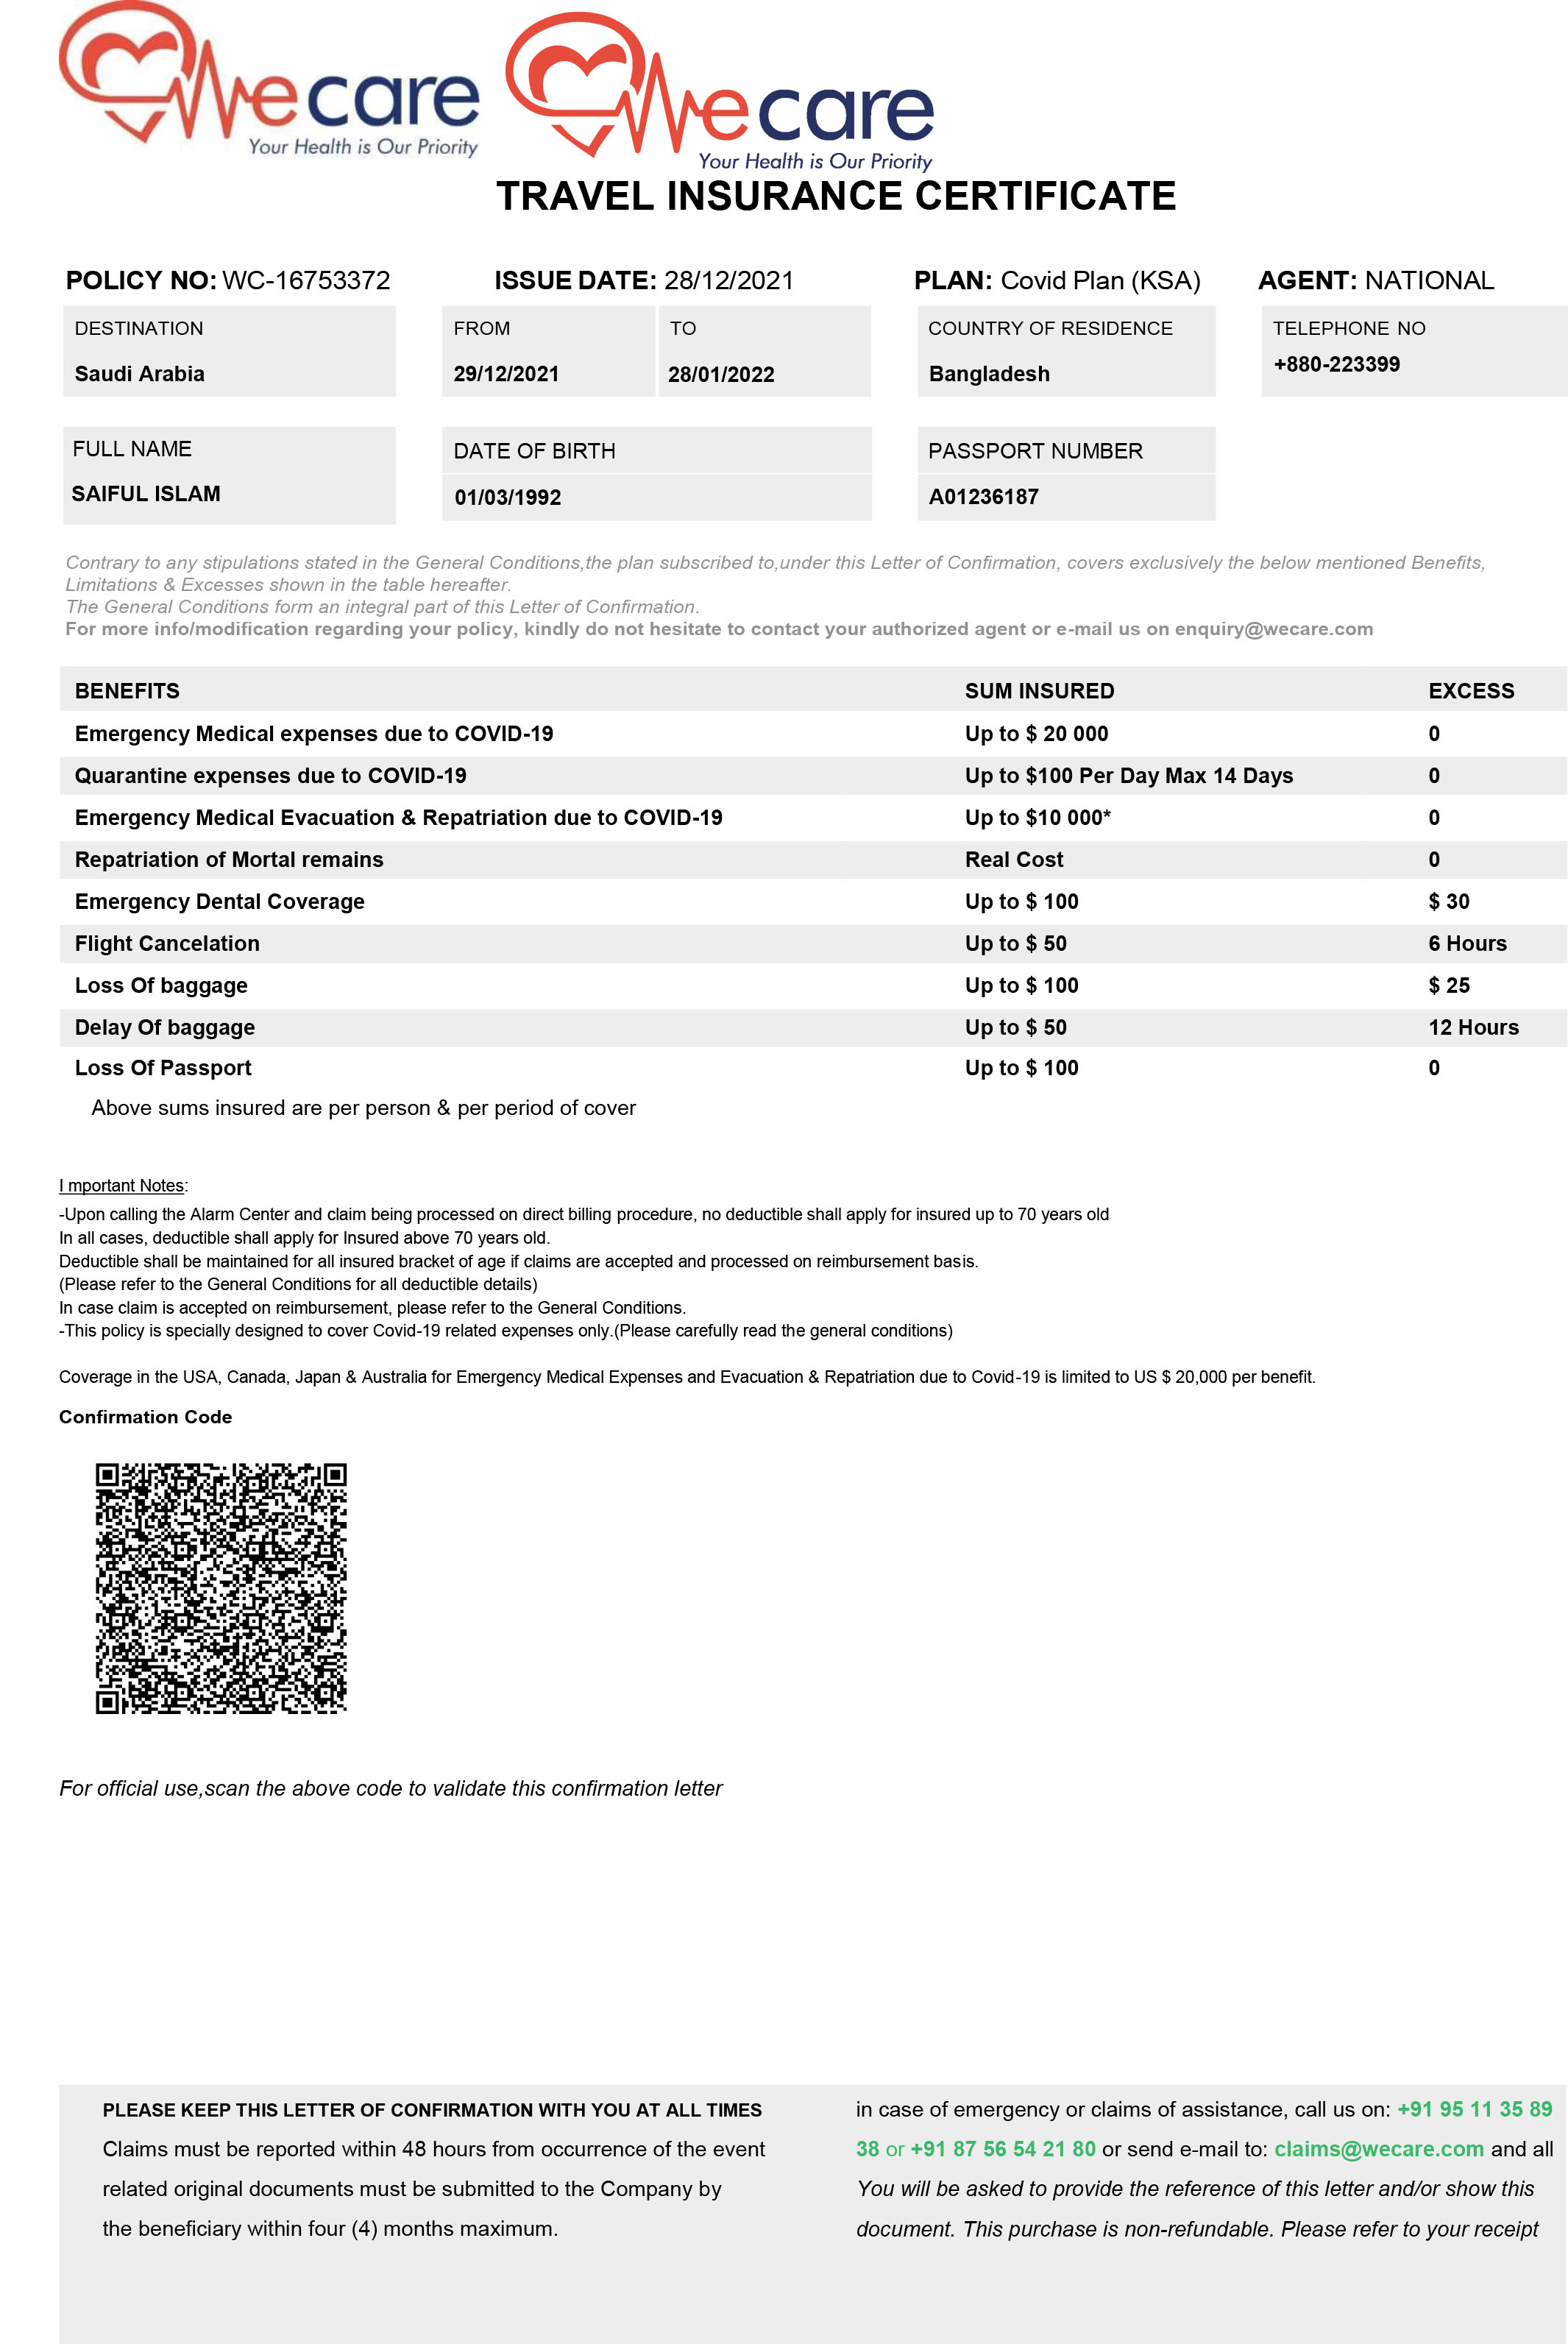 Wecare
Your Health is Our Priority
Wecare
Your Health is Our Priority
TRAVEL INSURANCE CERTIFICATE
POLICY NO: WC-16753372 ISSUE DATE: 28/12/2021 PLAN: Covid Plan (KSA) AGENT: NATIONAL
DESTINATION FROM TO COUNTRY OF RESIDENCE TELEPHONE NO
Saudi Arabia 29/12/2021 28/01/2022 Bangladesh +880-223399
FULL NAME DATE OF BIRTH PASSPORT NUMBER
SAIFUL ISLAM 01/03/1992 A01236187
Contrary to any stipulations stated in the General Conditions,the plan subscribed to,under this Letter of Confirmation, covers exclusively the below mentioned Benefits,
Limitations & Excesses shown in the table hereafter.
The General Conditions form an integral part of this Letter of Confirmation.
For more info/modification regarding your policy, kindly do not hesitate to contact your authorized agent or e-mail us on enquiry@wecare.com
BENEFITS SUM INSURED EXCESS
Emergency Medical expenses due to COVID-19 Up to $ 20 000 0
Quarantine expenses due to COVID-19 Up to $100 Per Day Max 14 Days 0
Emergency Medical Evacuation & Repatriation due to COVID-19 Up to $10 000* 0
Repatriation of Mortal remains Real Cost 0
Emergency Dental Coverage Up to $ 100 $ 30
Flight Cancelation Up to $ 50 6 Hours
Loss Of baggage Up to $ 100 $ 25
Delay Of baggage Up to $ 50 12 Hours
Loss Of Passport Up to $ 100 0
Above sums insured are per person & per period of cover
I mportant Notes:
-Upon calling the Alarm Center and claim being processed on direct billing procedure, no deductible shall apply for insured up to 70 years old
In all cases, deductible shall apply for Insured above 70 years old.
Deductible shall be maintained for all insured bracket of age if claims are accepted and processed on reimbursement basis.
(Please refer to the General Conditions for all deductible details)
In case claim is accepted on reimbursement, please refer to the General Conditions.
-This policy is specially designed to cover Covid-19 related expenses only.(Please carefully read the general conditions)
Coverage in the USA, Canada, Japan & Australia for Emergency Medical Expenses and Evacuation & Repatriation due to Covid-19 is limited to US $ 20,000 per benefit.
Confirmation Code
For official use,scan the above code to validate this confirmation letter
PLEASE KEEP THIS LETTER OF CONFIRMATION WITH YOU AT ALL TIMES
Claims must be reported within 48 hours from occurrence of the event
related original documents must be submitted to the Company by
the beneficiary within four (4) months maximum.
in case of emergency or claims of assistance, call us on: +91 95 11 35 89
38 or +91 87 56 54 21 80 or send e-mail to: claims@wecare.com and all
You will be asked to provide the reference of this letter and/or show this
document. This purchase is non-refundable. Please refer to your receipt